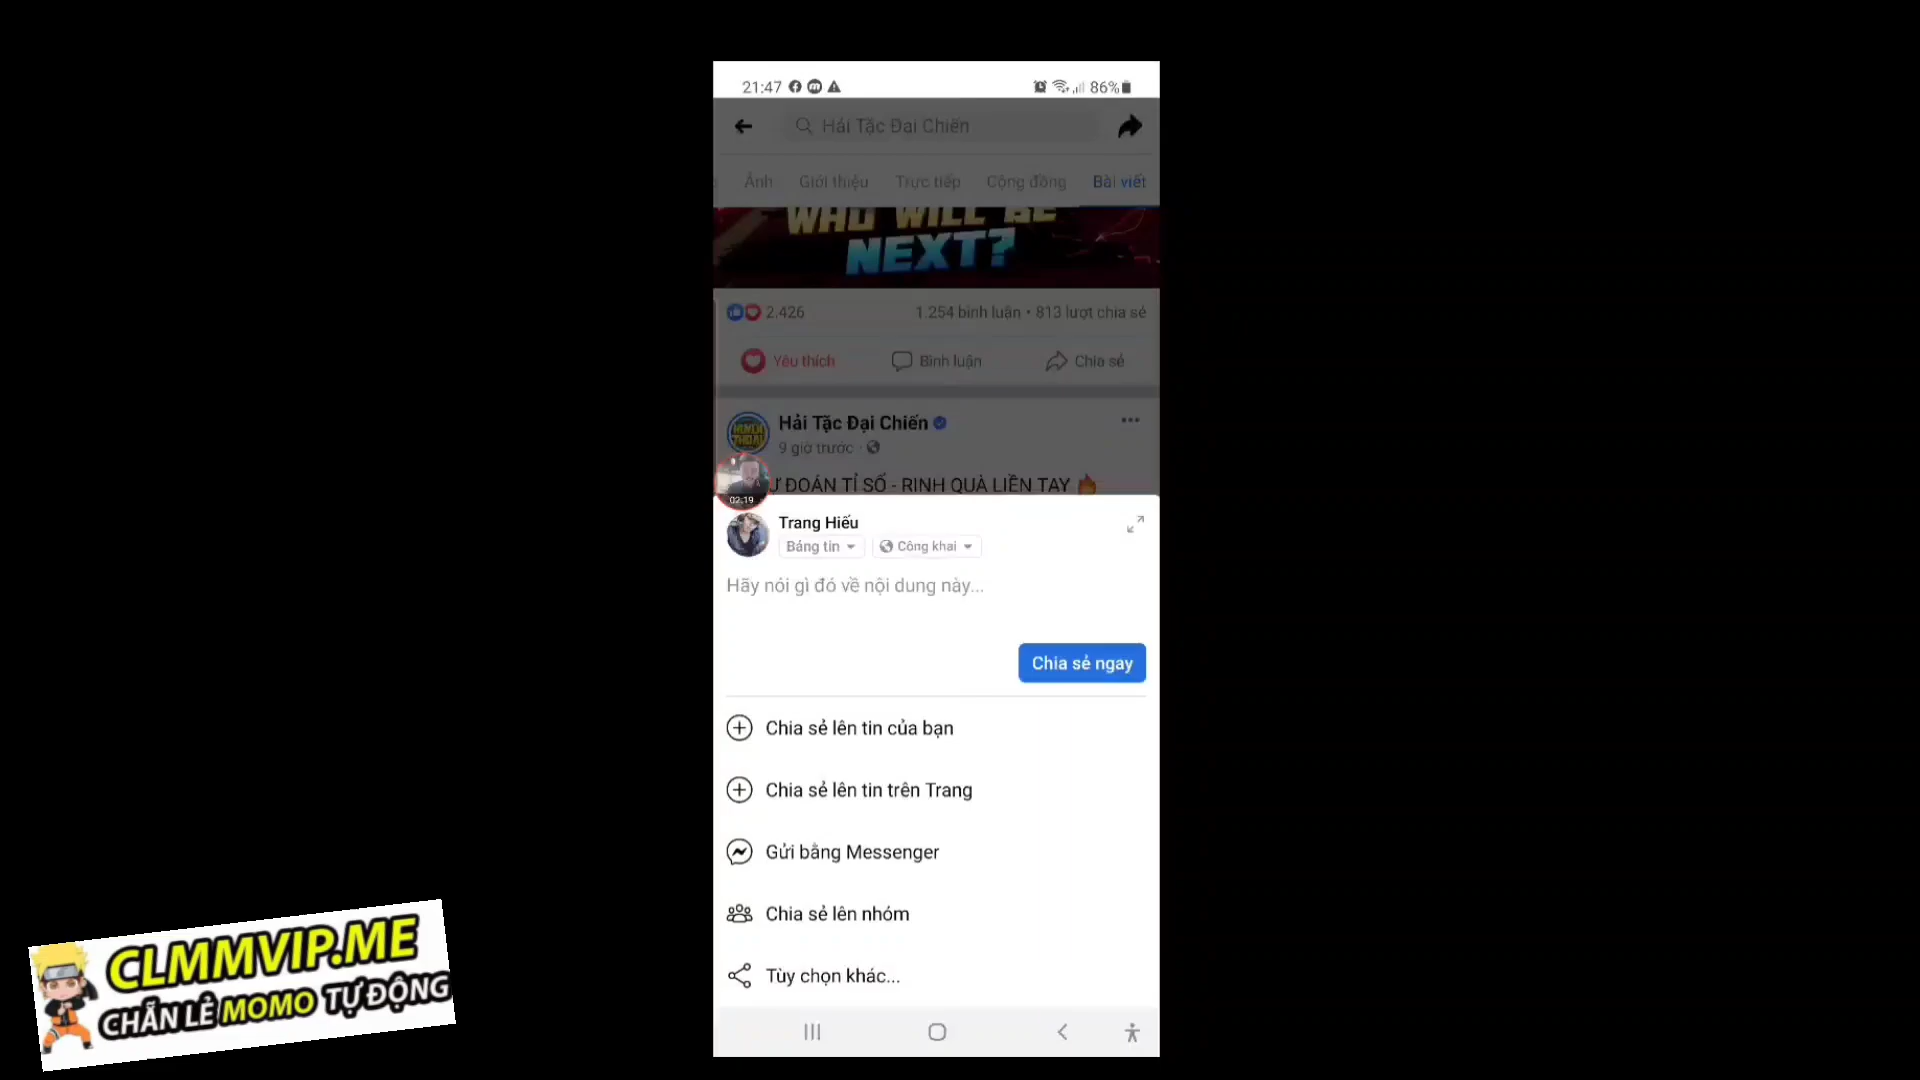 21:47
86%
Hải Tặc Đại Chiến
Ảnh
Giới thiệu
Trực tiếp
Cộng đồng
Bài viết
WHO WILL BE
NEXT?
2.426
1.254 bình luận • 813 lượt chia sẻ
Yêu thích
Bình luận
Chia sẻ
Hải Tặc Đại Chiến
9 giờ trước
ĐOÁN TỈ SỐ - RINH QUÀ LIỀN TAY
02:19
Trang Hiếu
Bảng tin
Công khai
Hãy nói gì đó về nội dung này...
Chia sẻ ngay
Chia sẻ lên tin của bạn
Chia sẻ lên tin trên Trang
Gửi bằng Messenger
Chia sẻ lên nhóm
Tùy chọn khác...
CLMMVIP.ME
CHẴN LẺ MOMO TỰ ĐỘNG